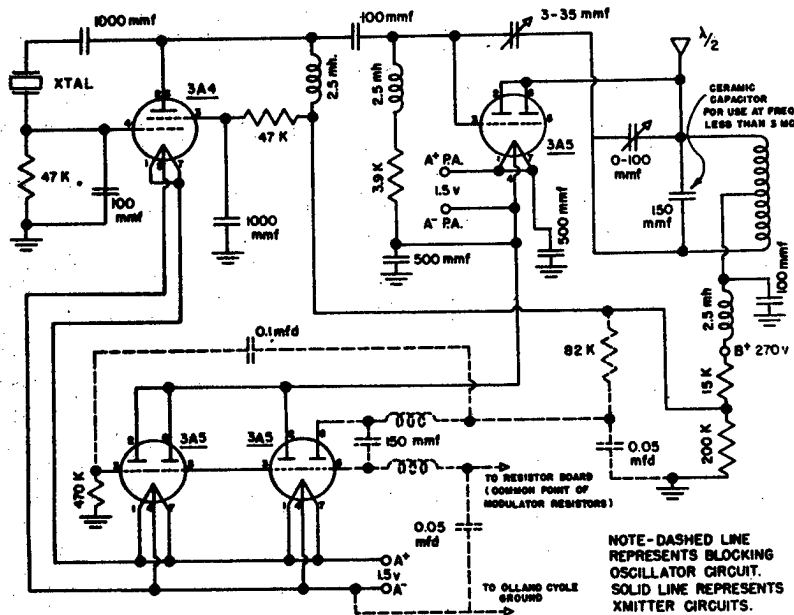 1000 mmf
100 mmf
3-35 mmf
λ/2
XTAL
3A4
2.5 mh.
2.5 mh
47 K
3A5
CERAMIC
CAPACITOR
FOR USE AT FREQ
LESS THAN 3 MC
0-100
mmf
47 K
100
mmf
1000
mmf
3.9 K
A+ P.A.
1.5 v
A- P.A.
500 mmf
500 mmf
150
mmf
100 mmf
2.5 mh
B+ 270 v
0.1 mfd
82 K
15 K
200 K
3A5
3A5
150 mmf
470 K
0.05
mfd
TO RESISTOR BOARD
(COMMON POINT OF
MODULATOR RESISTORS)
0.05
mfd
A+
1.5 v
A-
TO OLLAND CYCLE
GROUND
NOTE-DASHED LINE
REPRESENTS BLOCKING
OSCILLATOR CIRCUIT.
SOLID LINE REPRESENTS
XMITTER CIRCUITS.